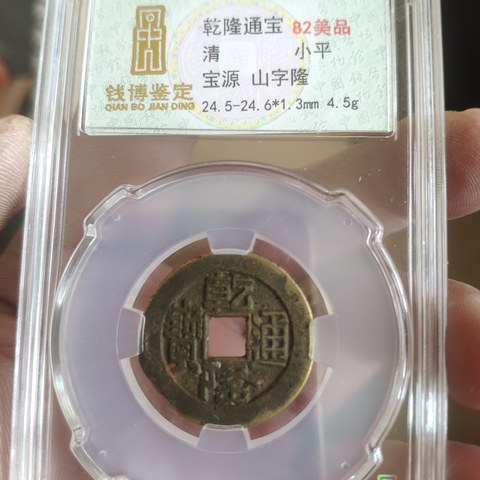 乾隆通宝 82美品
清 小平
宝源 山字隆
24.5-24.6*1.3mm 4.5g
钱博鉴定
QIAN BO JIAN DING
乾隆通寶